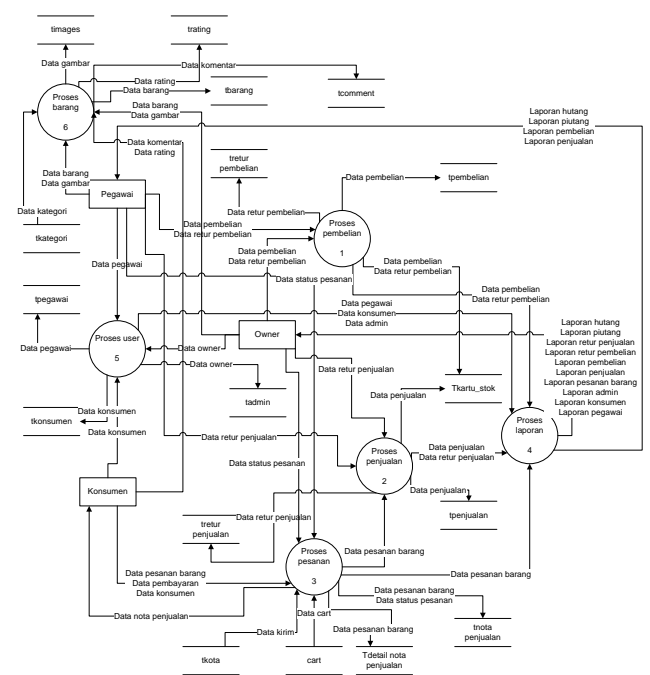 timages
trating
Data gambar
Data komentar
Data rating
Data barang
tbarang
tcomment
Proses
barang
6
Data barang
Data gambar
Laporan hutang
Laporan piutang
Laporan pembelian
Laporan penjualan
Data komentar
Data rating
tretur
pembelian
Data barang
Data gambar
Pegawai
Data pembelian
tpembelian
Data kategori
tkategori
Data retur pembelian
Data pembelian
Data retur pembelian
Proses
pembelian
1
Data pembelian
Data retur pembelian
Data pegawai
Data pembelian
Data retur pembelian
Data status pesanan
tpegawai
Data pembelian
Data retur pembelian
Data pegawai
Data konsumen
Data admin
Proses user
5
Data pegawai
Data owner
Owner
Laporan hutang
Laporan piutang
Laporan retur penjualan
Laporan retur pembelian
Laporan pembelian
Laporan penjualan
Laporan pesanan barang
Laporan admin
Laporan konsumen
Laporan pegawai
Data owner
Data retur penjualan
tadmin
Data penjualan
Tkartu_stok
tkonsumen
Data konsumen
Data konsumen
Data retur penjualan
Proses
penjualan
2
Data penjualan
Data retur penjualan
Proses
laporan
4
Data status pesanan
Konsumen
Data penjualan
tpenjualan
tretur
penjualan
Data retur penjualan
Proses
pesanan
3
Data pesanan barang
Data pesanan barang
Data pembayaran
Data konsumen
Data pesanan barang
Data pesanan barang
Data status pesanan
Data nota penjualan
Data cart
Data kirim
Data pesanan barang
tnota
penjualan
tkota
cart
Tdetail nota
penjualan